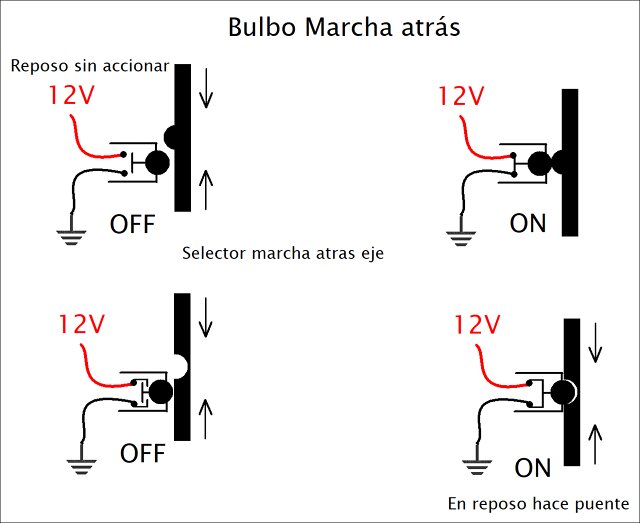 Bulbo Marcha atrás
Reposo sin accionar
12V
12V
OFF
ON
Selector marcha atras eje
12V
12V
OFF
ON
En reposo hace puente